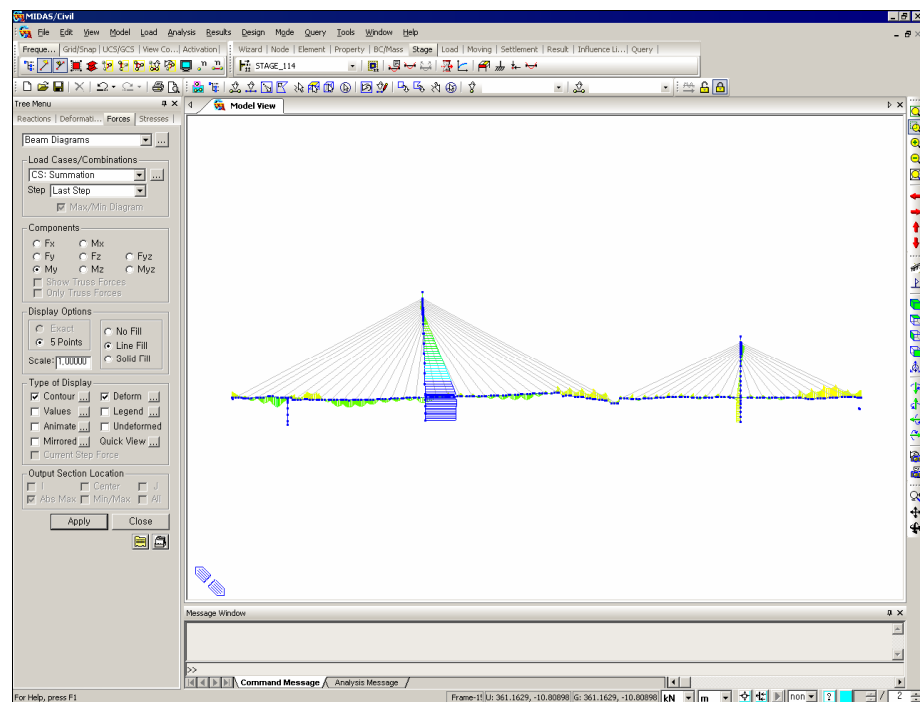 MIDAS/Civil
File Edit View Model Load Analysis Results Design Mode Query Tools Window Help
Freque... Grid/Snap UCS/GCS View Co... Activation Wizard Node Element Property BC/Mass Stage Load Moving Settlement Result Influence Li... Query
STAGE_114
Tree Menu
Model View
Reactions Deformati... Forces Stresses
Beam Diagrams
...
Load Cases/Combinations
CS: Summation
...
Step Last Step
Max/Min Diagram
Components
Fx Mx
Fy Fz Fyz
My Mz Myz
Show Truss Forces
Only Truss Forces
Display Options
Exact
5 Points
No Fill
Line Fill
Solid Fill
Scale: 1,00000
Type of Display
Contour ... Deform ...
Values ... Legend ...
Animate ... Undeformed
Mirrored ... Quick View ...
Current Step Force
Output Section Location
I Center J
Abs Max Min/Max All
Apply Close
Message Window
>>
Command Message Analysis Message
For Help, press F1
Frame-15 U: 361.1629, -10.80898 G: 361.1629, -10.80898 kN m non ? / 2